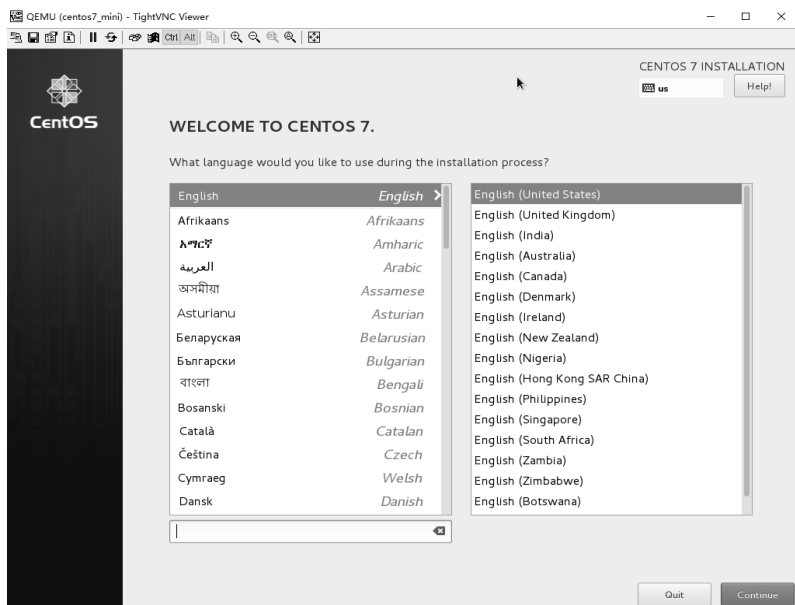 QEMU (centos7_mini) - TightVNC Viewer
Ctrl Alt
CENTOS 7 INSTALLATION
us
Help!
CentOS
WELCOME TO CENTOS 7.
What language would you like to use during the installation process?
English English
Afrikaans Afrikaans
አማርኛ Amharic
العربية Arabic
অসমীয়া Assamese
Asturianu Asturian
Беларуская Belarusian
Български Bulgarian
বাংলা Bengali
Bosanski Bosnian
Català Catalan
Čeština Czech
Cymraeg Welsh
Dansk Danish
English (United States)
English (United Kingdom)
English (India)
English (Australia)
English (Canada)
English (Denmark)
English (Ireland)
English (New Zealand)
English (Nigeria)
English (Hong Kong SAR China)
English (Philippines)
English (Singapore)
English (South Africa)
English (Zambia)
English (Zimbabwe)
English (Botswana)
Quit
Continue